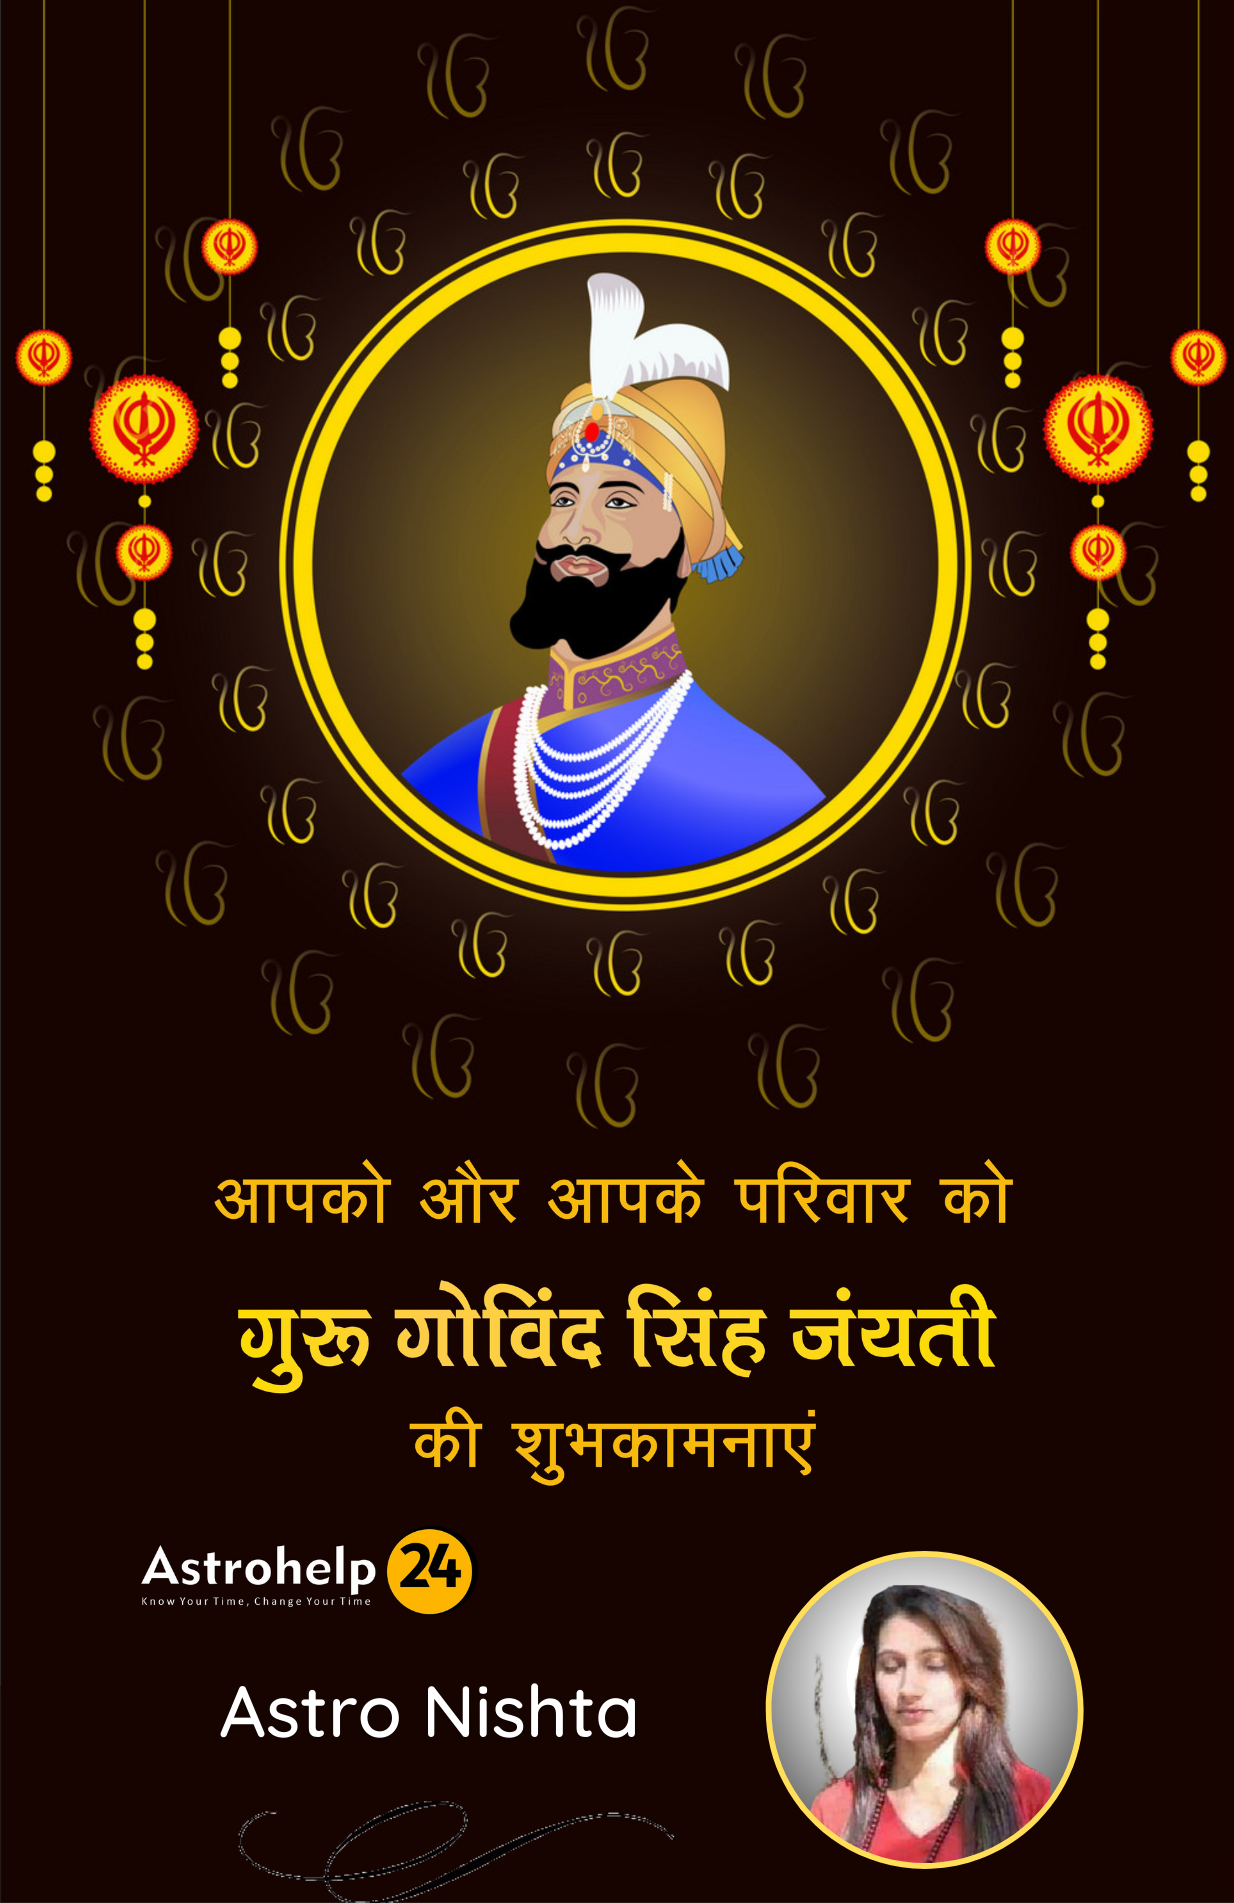 आपको और आपके परिवार को
गुरू गोविंद सिंह जंयती
की शुभकामनाएं
Astrohelp 24
Know Your Time, Change Your Time
Astro Nishta